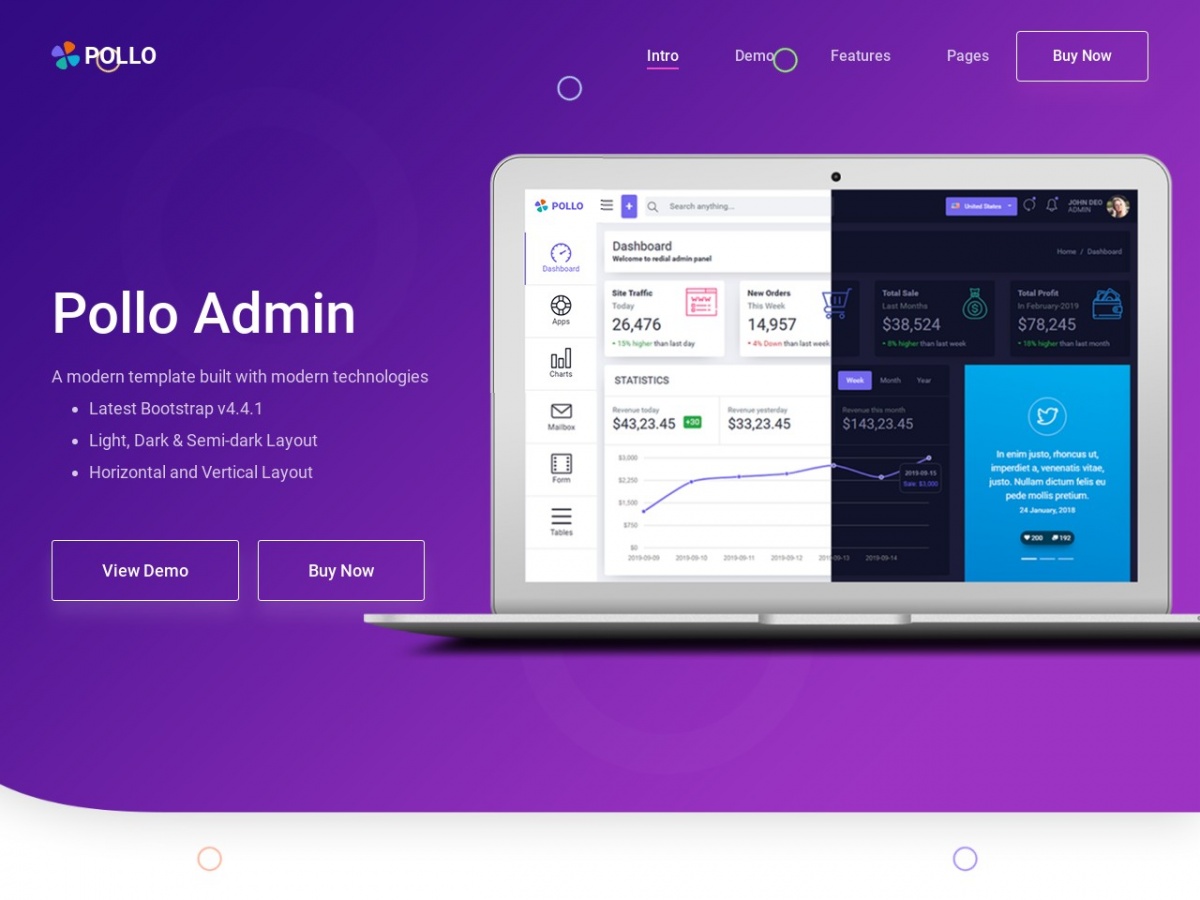 POLLO
Intro
Demo
Features
Pages
Buy Now
POLLO
+
Search anything...
United States
JOHN DEO
ADMIN
Dashboard
Welcome to redial admin panel
Home / Dashboard
Dashboard
Apps
Charts
Mailbox
Form
Tables
Site Traffic
Today
26,476
15% higher than last day
New Orders
This Week
14,957
4% Down than last week
Total Sale
Last Months
$38,524
8% higher than last week
Total Profit
In February-2019
$78,245
18% higher than last month
STATISTICS
Week
Month
Year
Revenue today
$43,23.45
+30
Revenue yesterday
$33,23.45
Revenue this month
$143,23.45
$3,000
$2,250
$1,500
$750
$0
2019-09-09
2019-09-15
2019-09-11
2019-09-12
09-13
2019-09-14
2019-09-15
Sale: $3,000
In enim justo, rhoncus ut,
imperdiet a, venenatis vitae,
justo. Nullam dictum felis eu
pede mollis pretium.
24 January, 2018
200
192
Pollo Admin
A modern template built with modern technologies
Latest Bootstrap v4.4.1
Light, Dark & Semi-dark Layout
Horizontal and Vertical Layout
View Demo
Buy Now